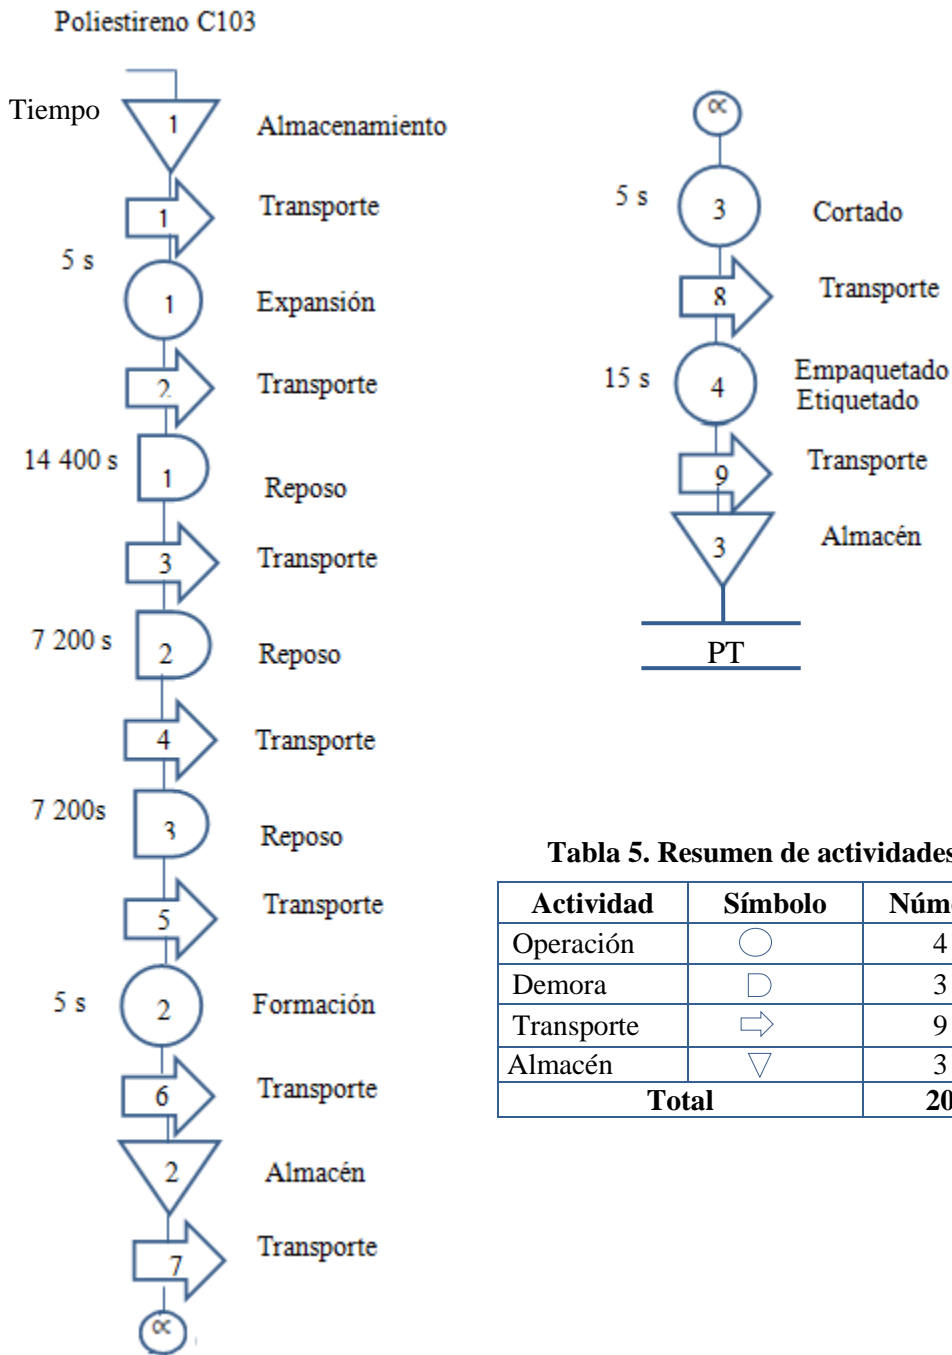 Poliestireno C103
Tiempo
1
Almacenamiento
1
Transporte
5 s
1
Expansión
2
Transporte
14 400 s
1
Reposo
3
Transporte
7 200 s
2
Reposo
4
Transporte
7 200s
3
Reposo
5
Transporte
5 s
2
Formación
6
Transporte
2
Almacén
7
Transporte
∝
∝
5 s
3
Cortado
8
Transporte
15 s
4
Empaquetado
Etiquetado
9
Transporte
3
Almacén
PT
Tabla 5. Resumen de actividades
Actividad Símbolo Núme
Operación 4
Demora 3
Transporte 9
Almacén 3
Total 20